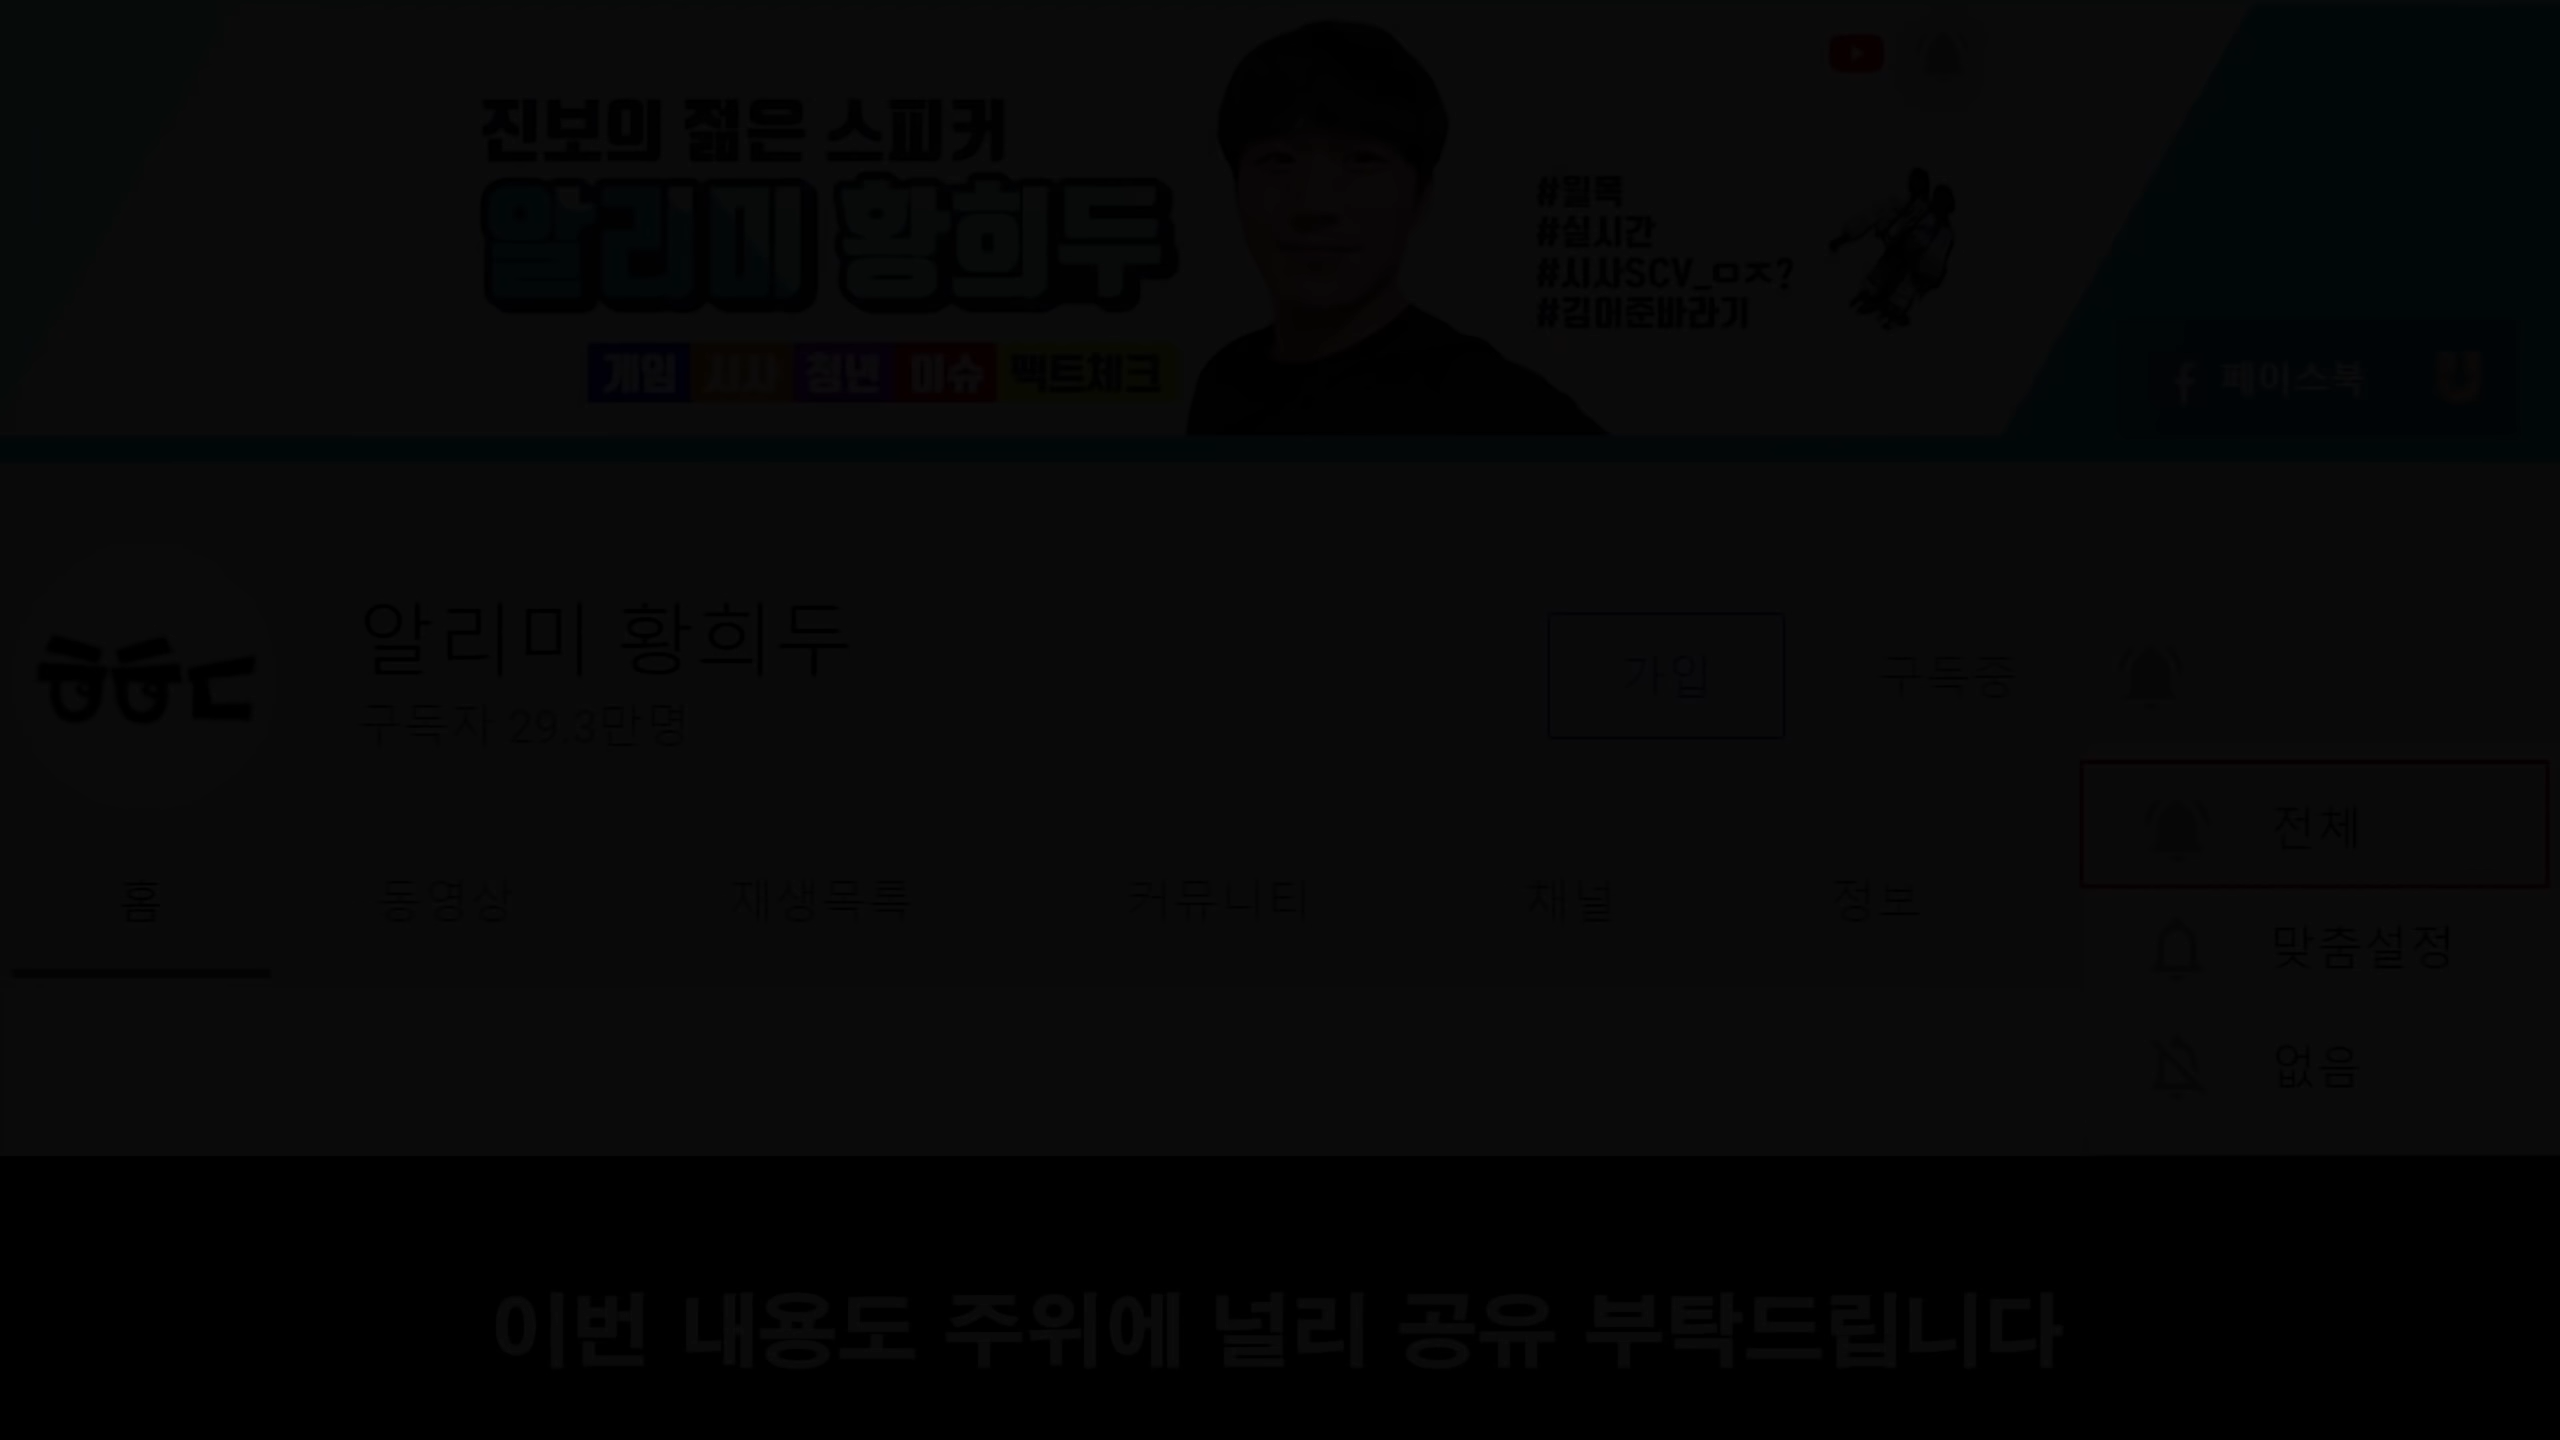 진보의 젊은 스피커
알리미 황희두
게임 시사 청년 이슈 팩트체크
#밀목
#실시간
#시사SCV_ㅁㅈ?
#김어준바라기
페이스북
알리미 황희두
구독자 29.3만명
가입
구독중
홈
동영상
재생목록
커뮤니티
채널
정보
전체
맞춤설정
없음
이번 내용도 주위에 널리 공유 부탁드립니다